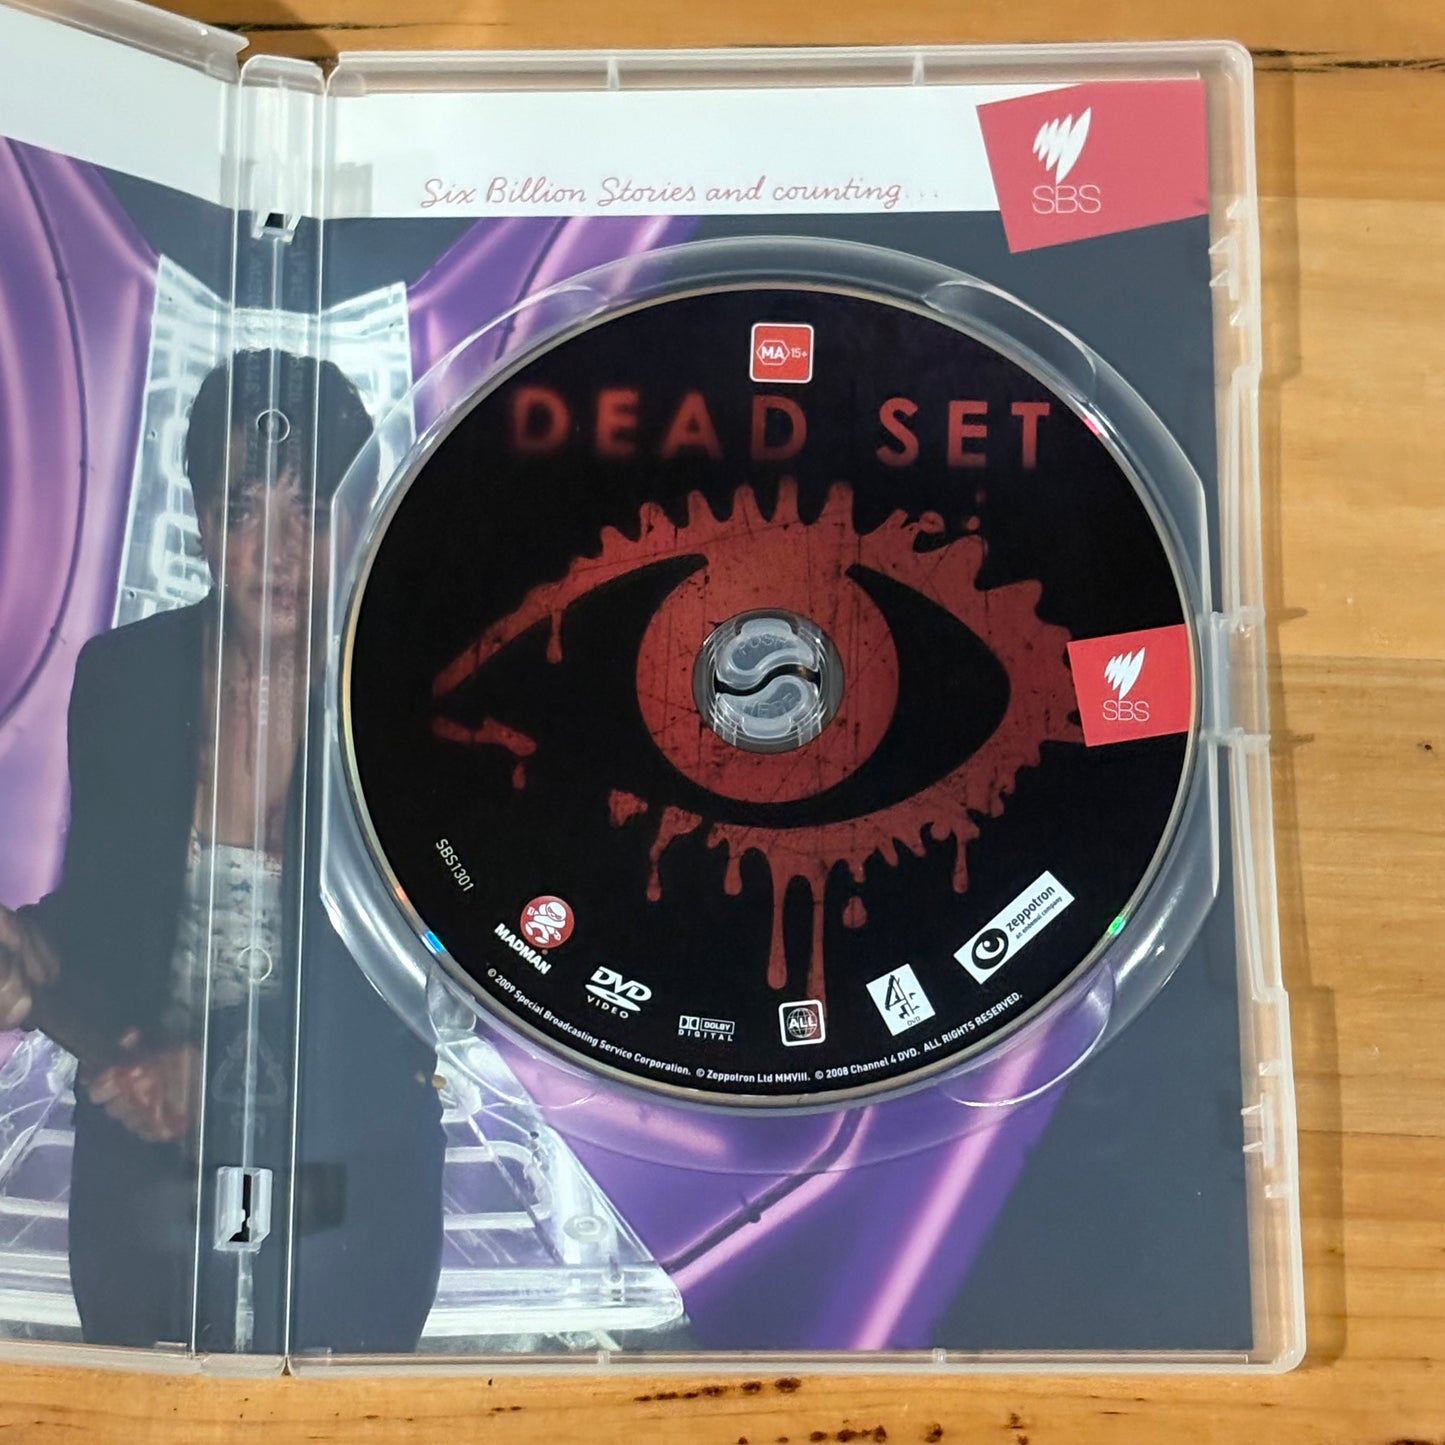 Six Billion Stories and counting...
SBS
MA 15+
DEAD SET
SBS
SBS1301
MADMAN
DVD
VIDEO
DOLBY
DIGITAL
ALL
4
DVD
zeppotron
an endemol company
© 2009 Special Broadcasting Service Corporation. © Zeppotron Ltd MMVIII. © 2008 Channel 4 DVD. ALL RIGHTS RESERVED.